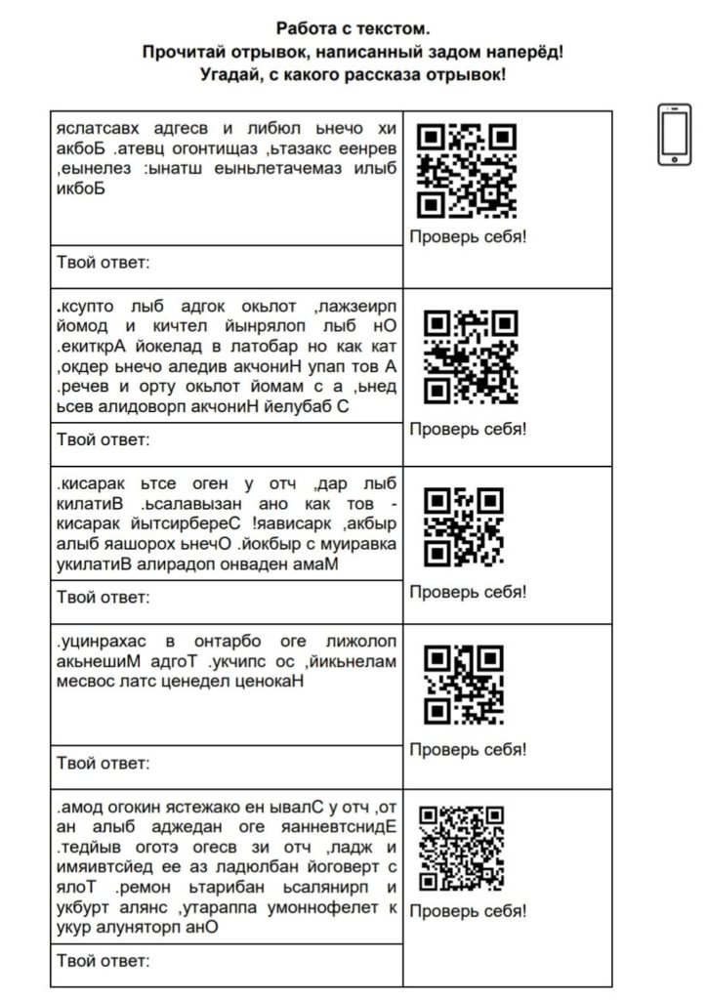 Работа с текстом.
Прочитай отрывок, написанный задом наперёд!
Угадай, с какого рассказа отрывок!
яслатсавх адгесв и либюл ьнечо хи
акбоБ .атевц огонтищаз ,ьтазакс еенрев
,еынелез :ынатш еыньлетачемаз илыб
икбоБ
Проверь себя!
Твой ответ:
.ксупто лыб адгок окьлот ,лажзеирп
йомод и кичтел йынрялоп лыб нО
.екиткрА йокелад в латобар но как кат
,окдер ьнечо аледив акчониН упап тов А
.речев и орту окьлот йомам с а ,ьнед
ьсев алидоворп акчониН йелубаб С
Проверь себя!
Твой ответ:
.кисарак ьтсе оген у отч ,дар лыб
килатиВ .ьсалавызан ано как тов -
кисарак йытсирбереС !яависарк ,акбыр
алыб яашорох ьнечО .йокбыр с муиравка
укилатиВ алирадоп онваден амаМ
Проверь себя!
Твой ответ:
.уцинрахас в онтарбо оге лижолоп
акьнешиМ адгоТ .укчипс ос ,йикьнелам
месвос латс ценедел ценокаН
Проверь себя!
Твой ответ:
.амод огокин ястежако ен ывалС у отч ,от
ан алыб аджедан оге яанневтснидЕ
.тедйыв оготэ огесв зи отч ,ладж и
имяивтсйед ее аз ладюлбан йоговерт с
ялоТ .ремон ьтарибан ьсалянирп и
укбурт алянс ,утараппа умоннофелет к
укур алуняторп анО
Проверь себя!
Твой ответ: